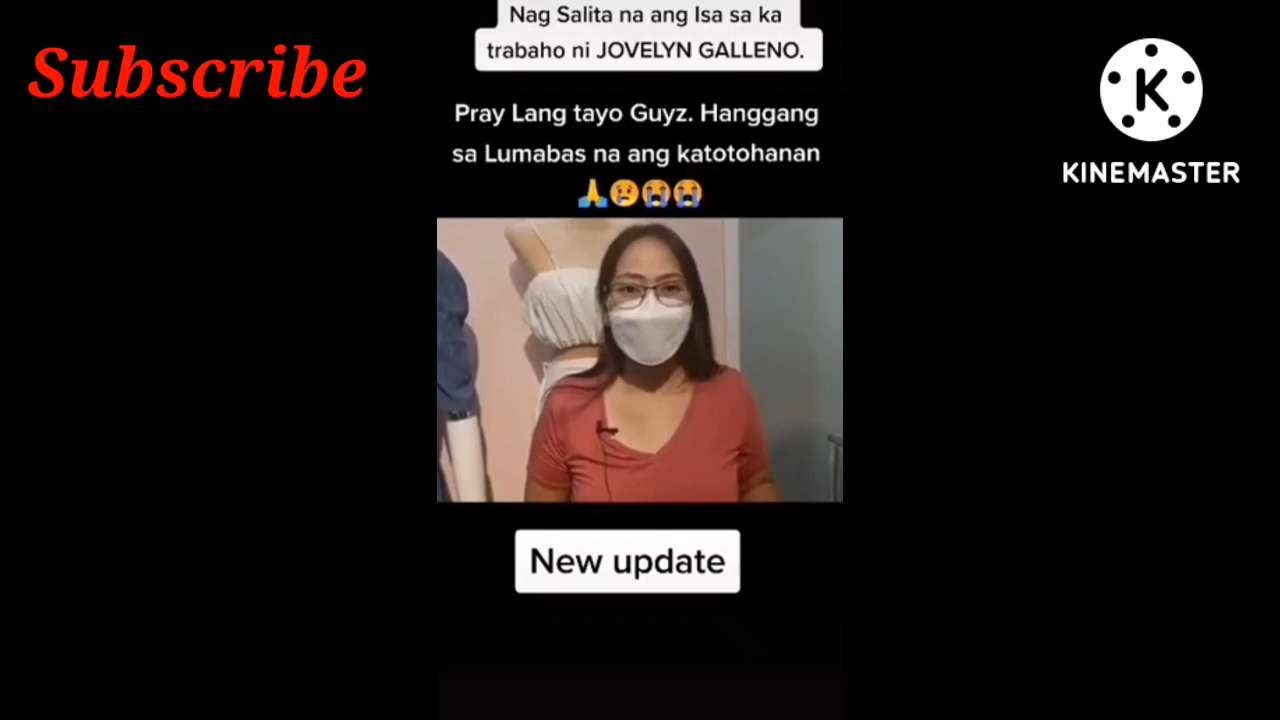 Subscribe
Nag Salita na ang Isa sa ka
trabaho ni JOVELYN GALLENO.
Pray Lang tayo Guyz. Hanggang
sa Lumabas na ang katotohanan
🙏😢😭😭
New update
K
KINEMASTER